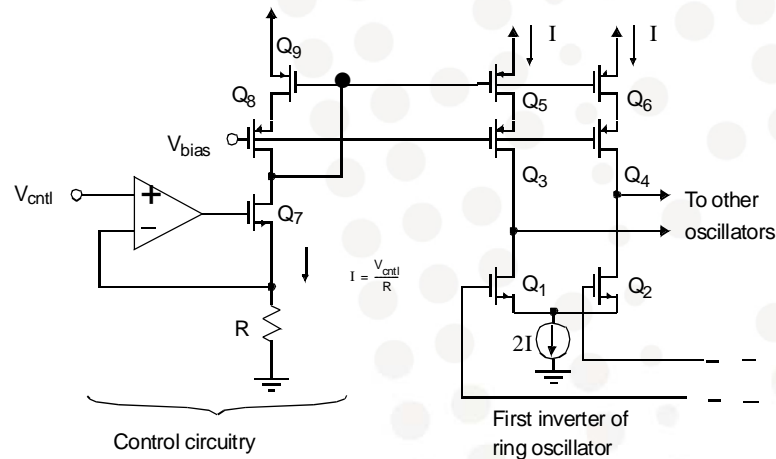 I
I
Q9
Q8
Q5
Q6
Vbias
Q3
Q4
Vcntl
+
−
Q7
To other
oscillators
I = Vcntl / R
Q1
Q2
R
2I
First inverter of
ring oscillator
Control circuitry